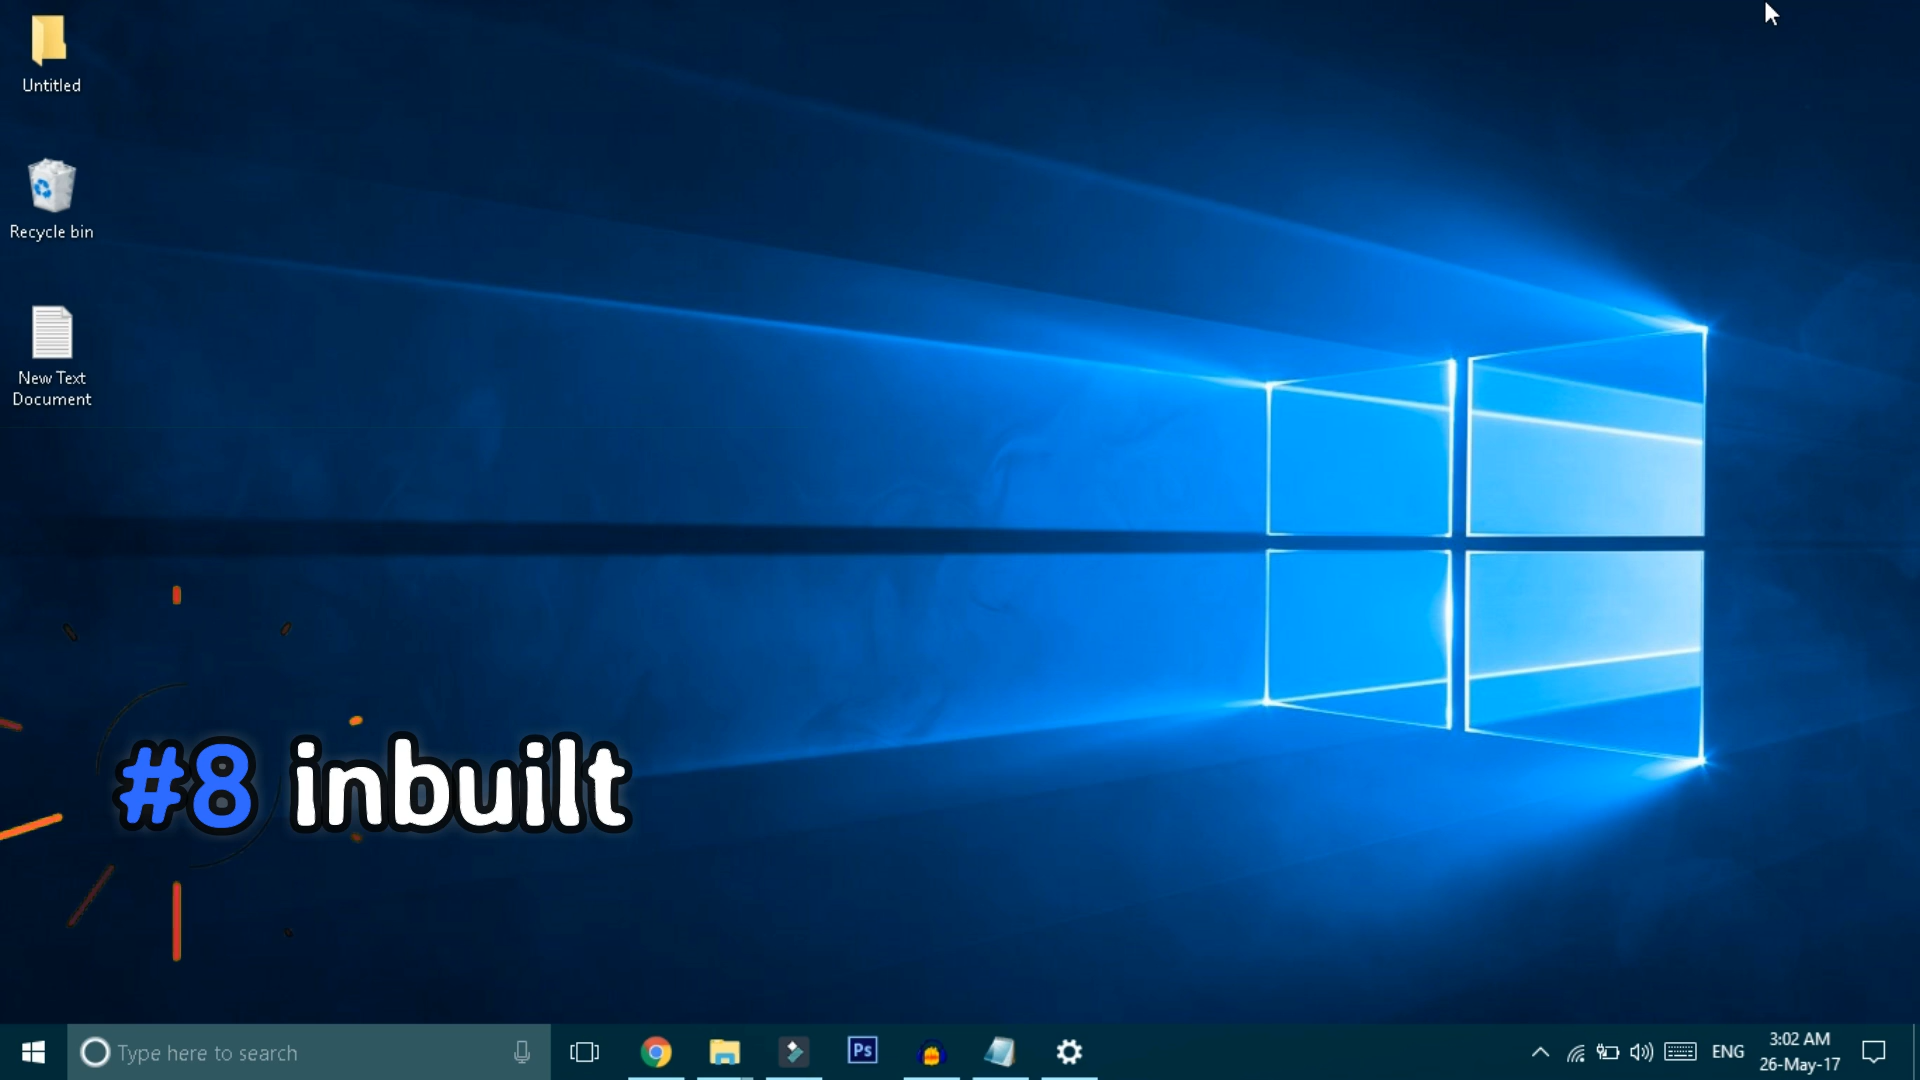 Untitled
Recycle bin
New Text
Document
#8 inbuilt
Type here to search
Ps
ENG
3:02 AM
26-May-17